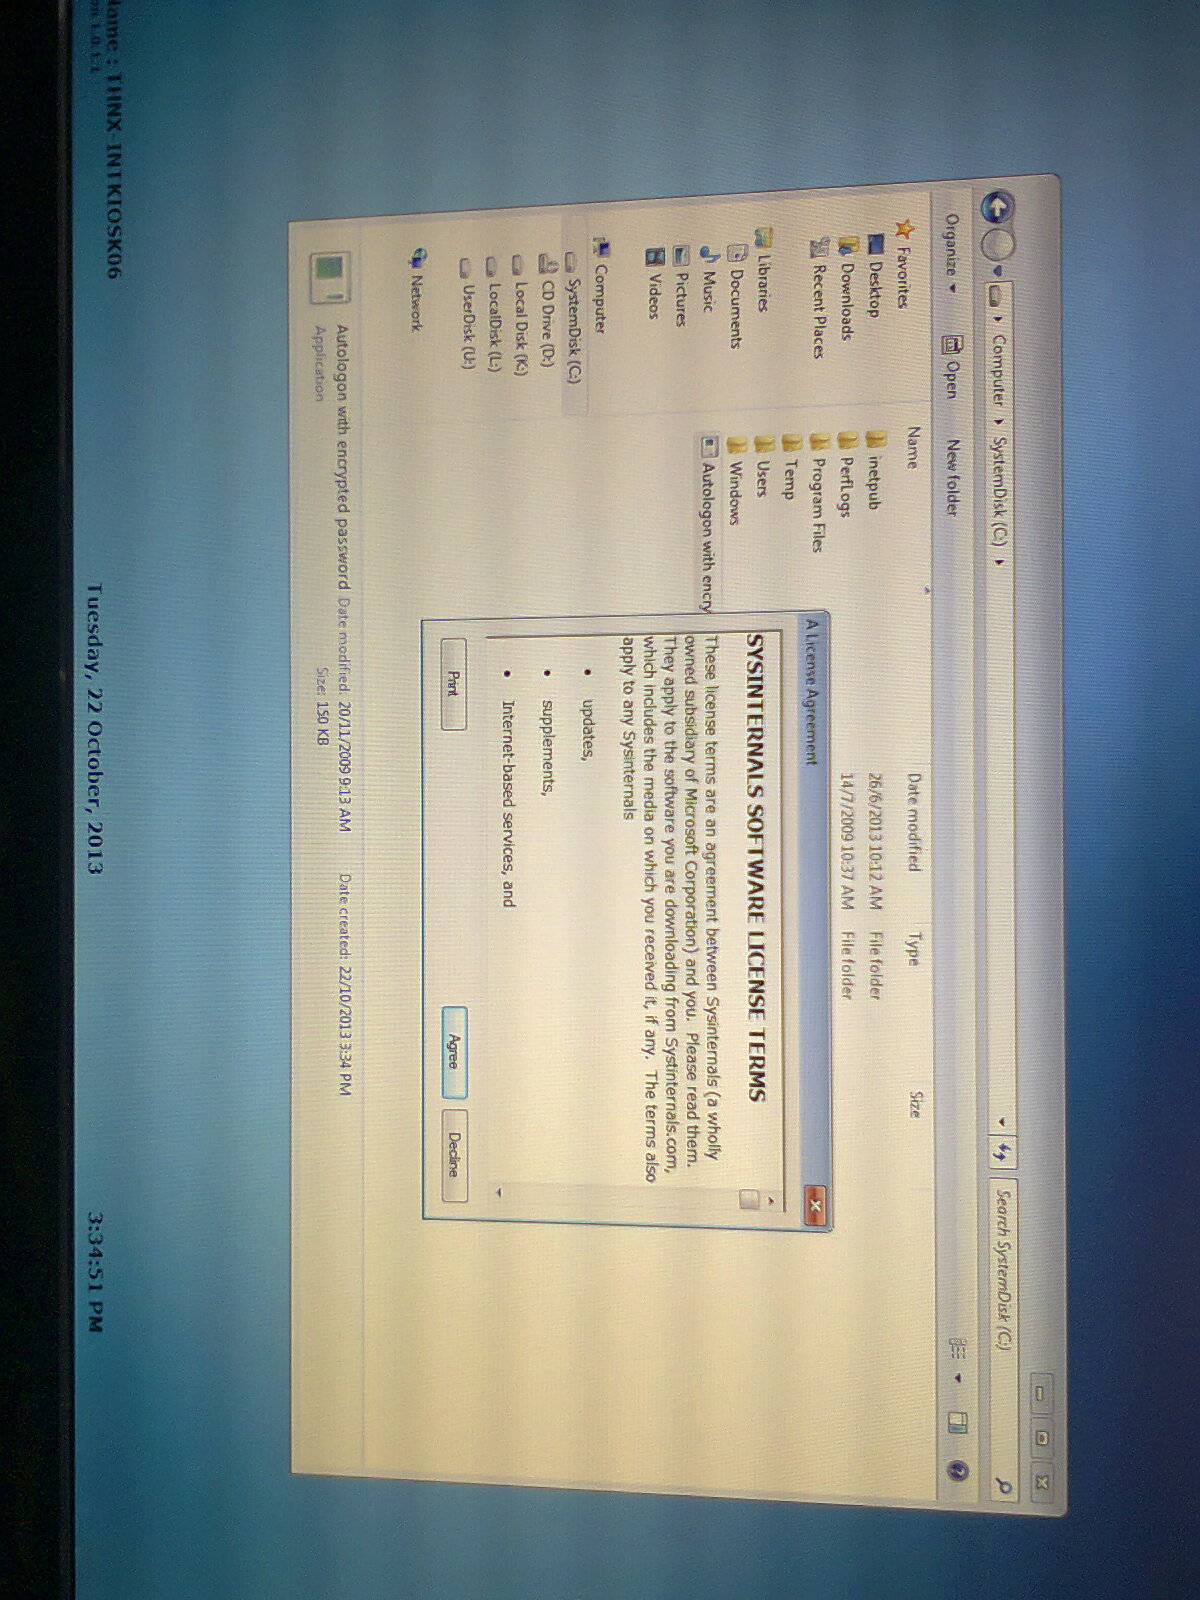 Computer ▸ SystemDisk (C:) ▸
Search SystemDisk (C:)
Organize
Open
New folder
Favorites
Desktop
Downloads
Recent Places
Libraries
Documents
Music
Pictures
Videos
Computer
SystemDisk (C:)
CD Drive (D:)
Local Disk (K:)
LocalDisk (L:)
UserDisk (U:)
Network
Name Date modified Type Size
inetpub 26/6/2013 10:12 AM File folder
PerfLogs 14/7/2009 10:37 AM File folder
Program Files
Temp
Users
Windows
Autologon with encry
A License Agreement
SYSINTERNALS SOFTWARE LICENSE TERMS
These license terms are an agreement between Sysinternals (a wholly
owned subsidiary of Microsoft Corporation) and you. Please read them.
They apply to the software you are downloading from Systinternals.com,
which includes the media on which you received it, if any. The terms also
apply to any Sysinternals
• updates,
• supplements,
• Internet-based services, and
Print
Agree
Decline
Autologon with encrypted password Date modified: 20/11/2009 9:13 AM Date created: 22/10/2013 3:34 PM
Application Size: 150 KB
: THNX-INTKIOSK06
Tuesday, 22 October, 2013
3:34:51 PM